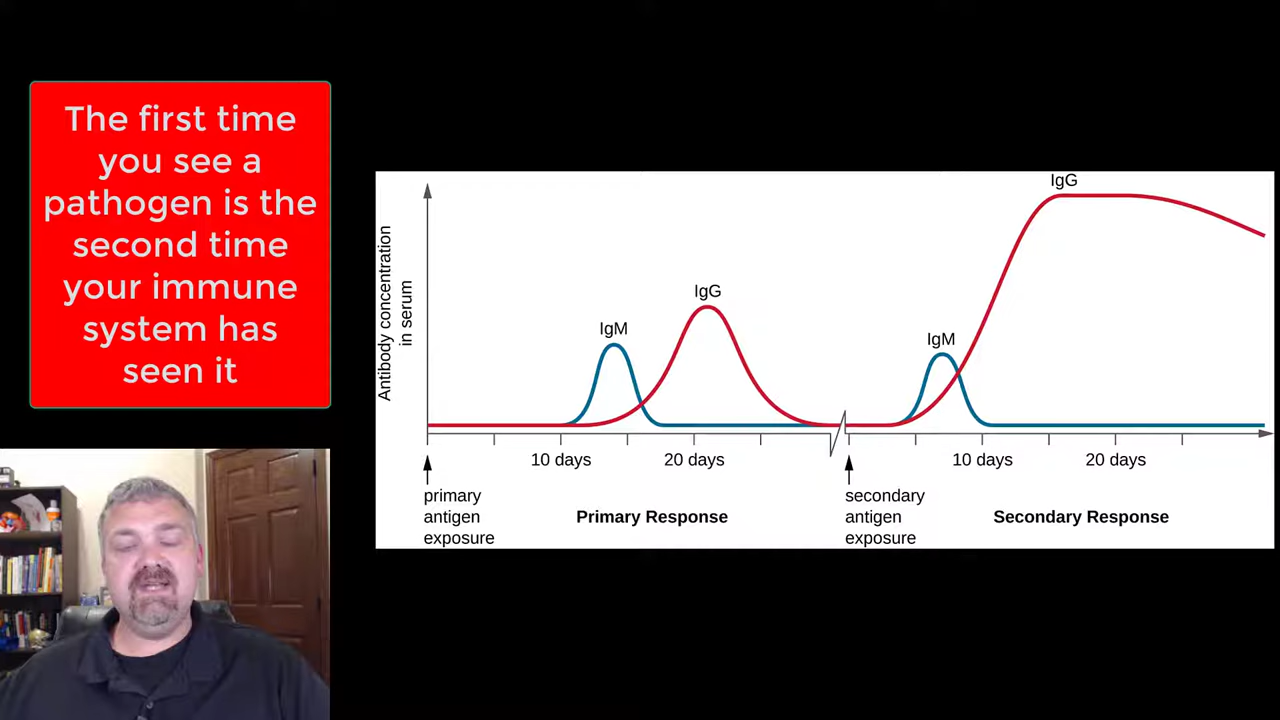 The first time
you see a
pathogen is the
second time
your immune
system has
seen it
Antibody concentration
in serum
IgM
IgG
IgM
IgG
10 days
20 days
10 days
20 days
primary
antigen
exposure
Primary Response
secondary
antigen
exposure
Secondary Response